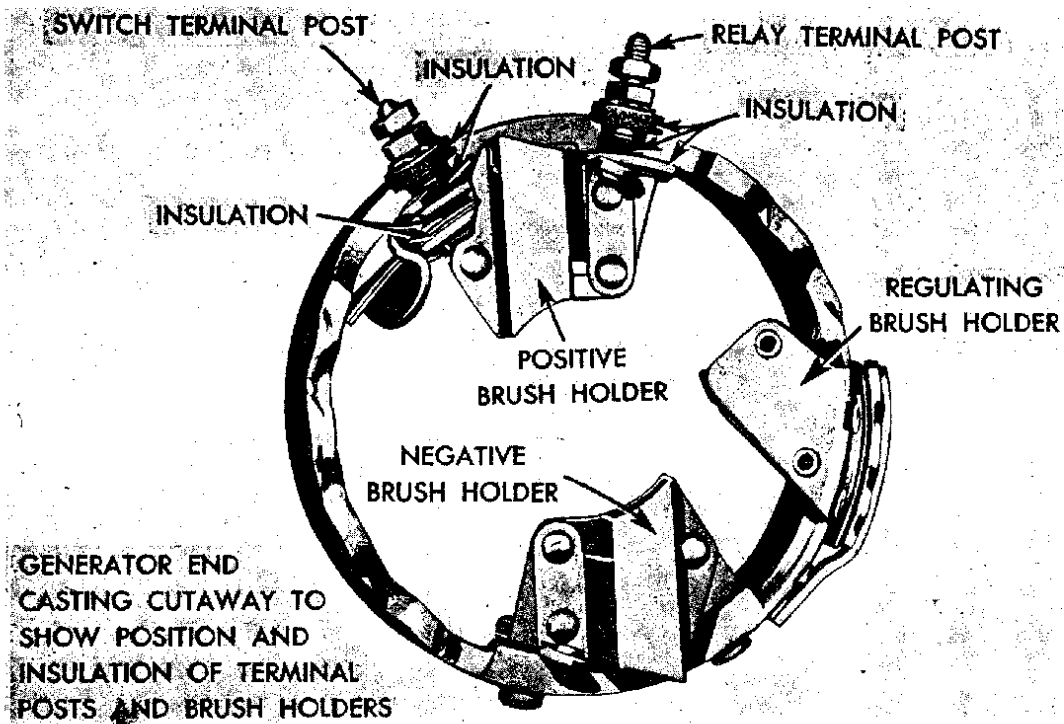 SWITCH TERMINAL POST
INSULATION
RELAY TERMINAL POST
INSULATION
INSULATION
REGULATING
BRUSH HOLDER
POSITIVE
BRUSH HOLDER
NEGATIVE
BRUSH HOLDER
GENERATOR END
CASTING CUTAWAY TO
SHOW POSITION AND
INSULATION OF TERMINAL
POSTS AND BRUSH HOLDERS